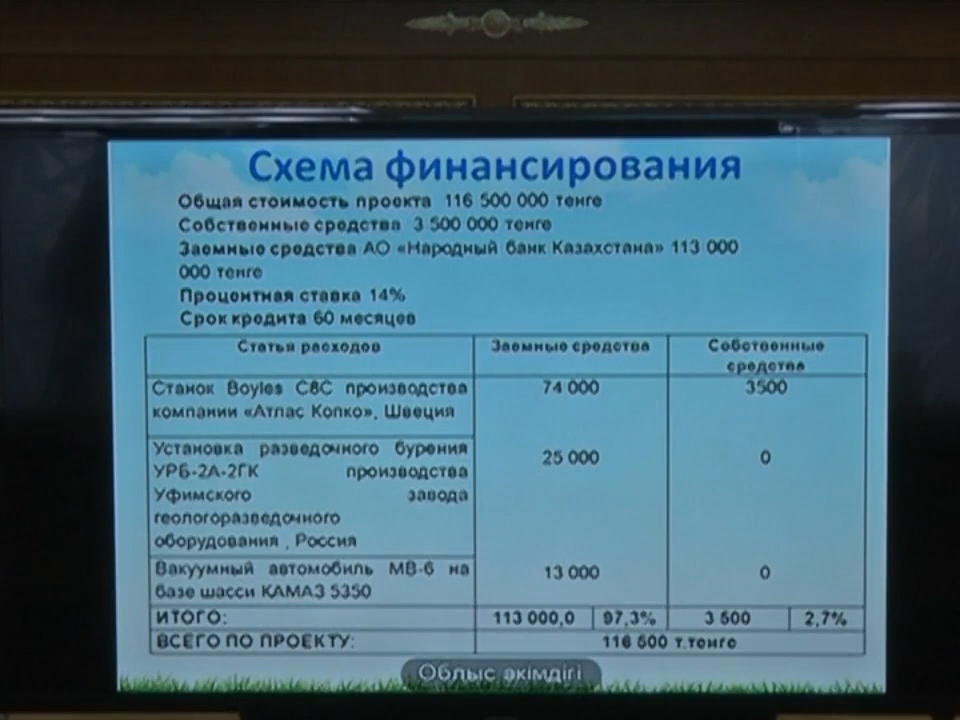 Схема финансирования
Общая стоимость проекта 116 500 000 тенге
Собственные средства 3 500 000 тенге
Заемные средства АО «Народный банк Казахстана» 113 000
000 тенге
Процентная ставка 14%
Срок кредита 60 месяцев
Статья расходов Заемные средства Собственные
средства
Станок Boyles C8C производства 74 000 3500
компании «Атлас Копко», Швеция
Установка разведочного бурения 25 000 0
УРБ-2А-2ГК производства
Уфимского завода
геологоразведочного
оборудования , Россия
Вакуумный автомобиль МВ-6 на 13 000 0
базе шасси КАМАЗ 5350
ИТОГО: 113 000,0 97,3% 3 500 2,7%
ВСЕГО ПО ПРОЕКТУ: 116 500 т.тенге
Облыс әкімдігі